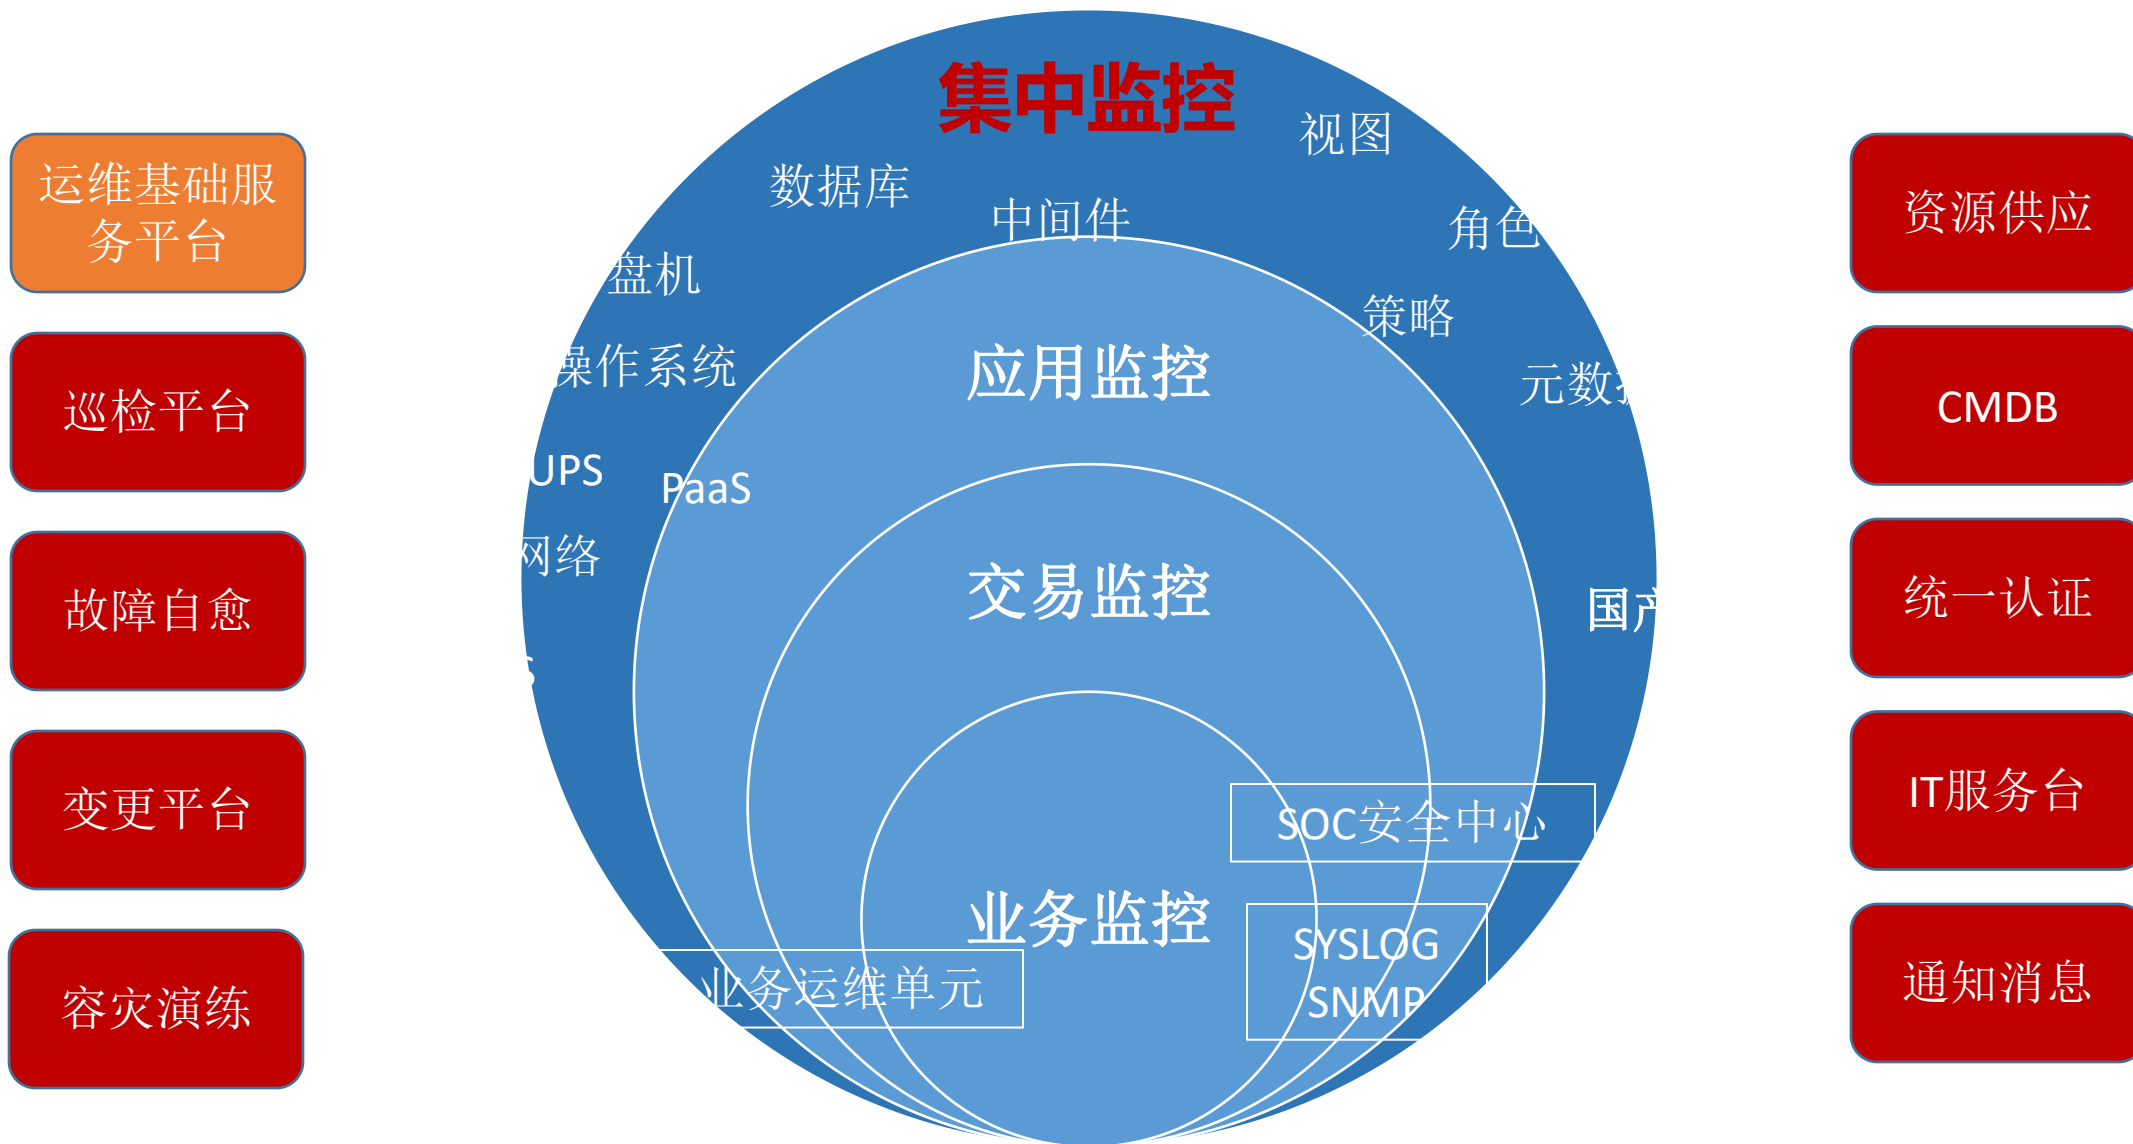 集中监控
视图
数据库
中间件
角色
盘机
策略
操作系统
应用监控
元数据
UPS
PaaS
网络
交易监控
国产
S
SOC安全中心
业务监控
SYSLOG
SNMP
业务运维单元
运维基础服
务平台
巡检平台
故障自愈
变更平台
容灾演练
资源供应
CMDB
统一认证
IT服务台
通知消息